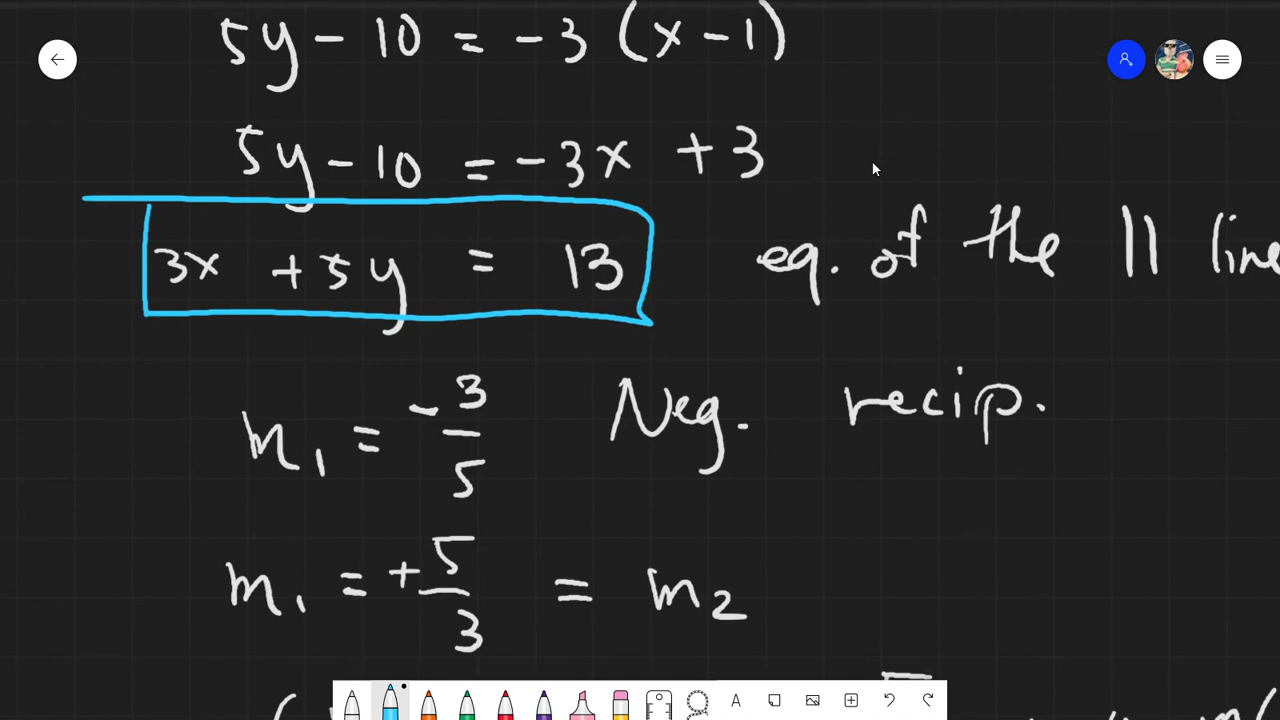 5y - 10 = -3 (x - 1)
5y - 10 = -3x + 3
3x + 5y = 13 eq. of the || line
m₁ = -3/5 Neg. recip.
m₁ = +5/3 = m₂
A